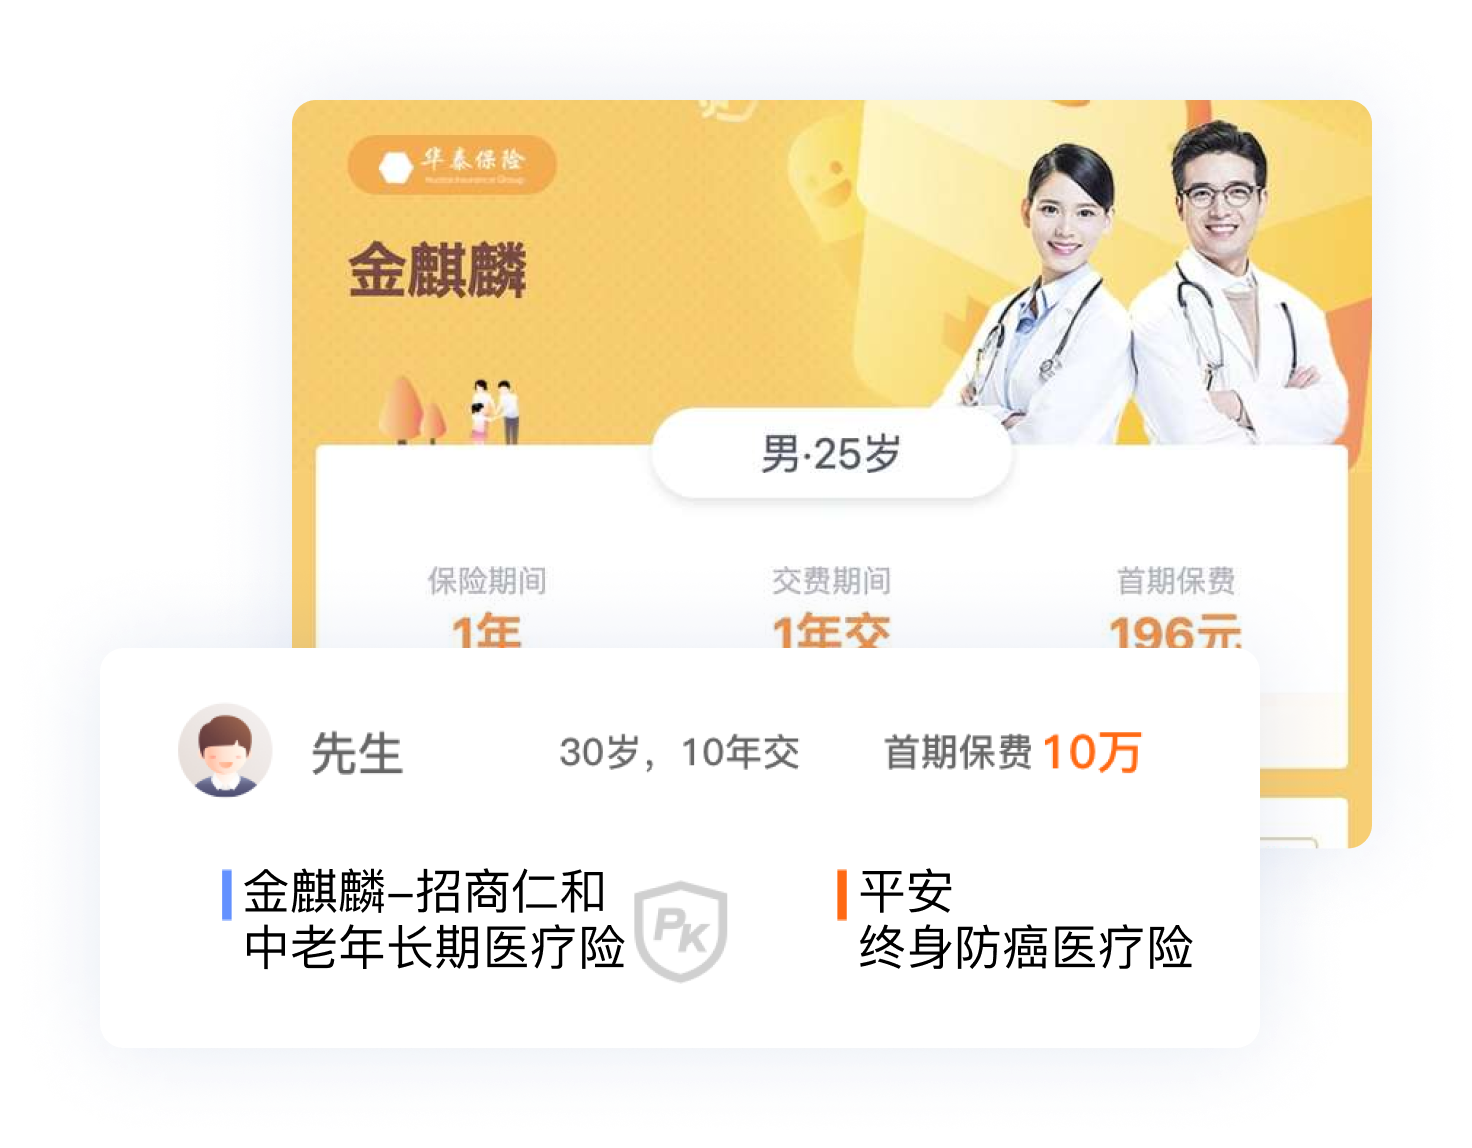 华泰保险
Huatai Insurance Group
金麒麟
男·25岁
保险期间 交费期间 首期保费
1年 1年交 196元
先生 30岁，10年交 首期保费 10万
金麒麟-招商仁和 平安
中老年长期医疗险 PK 终身防癌医疗险